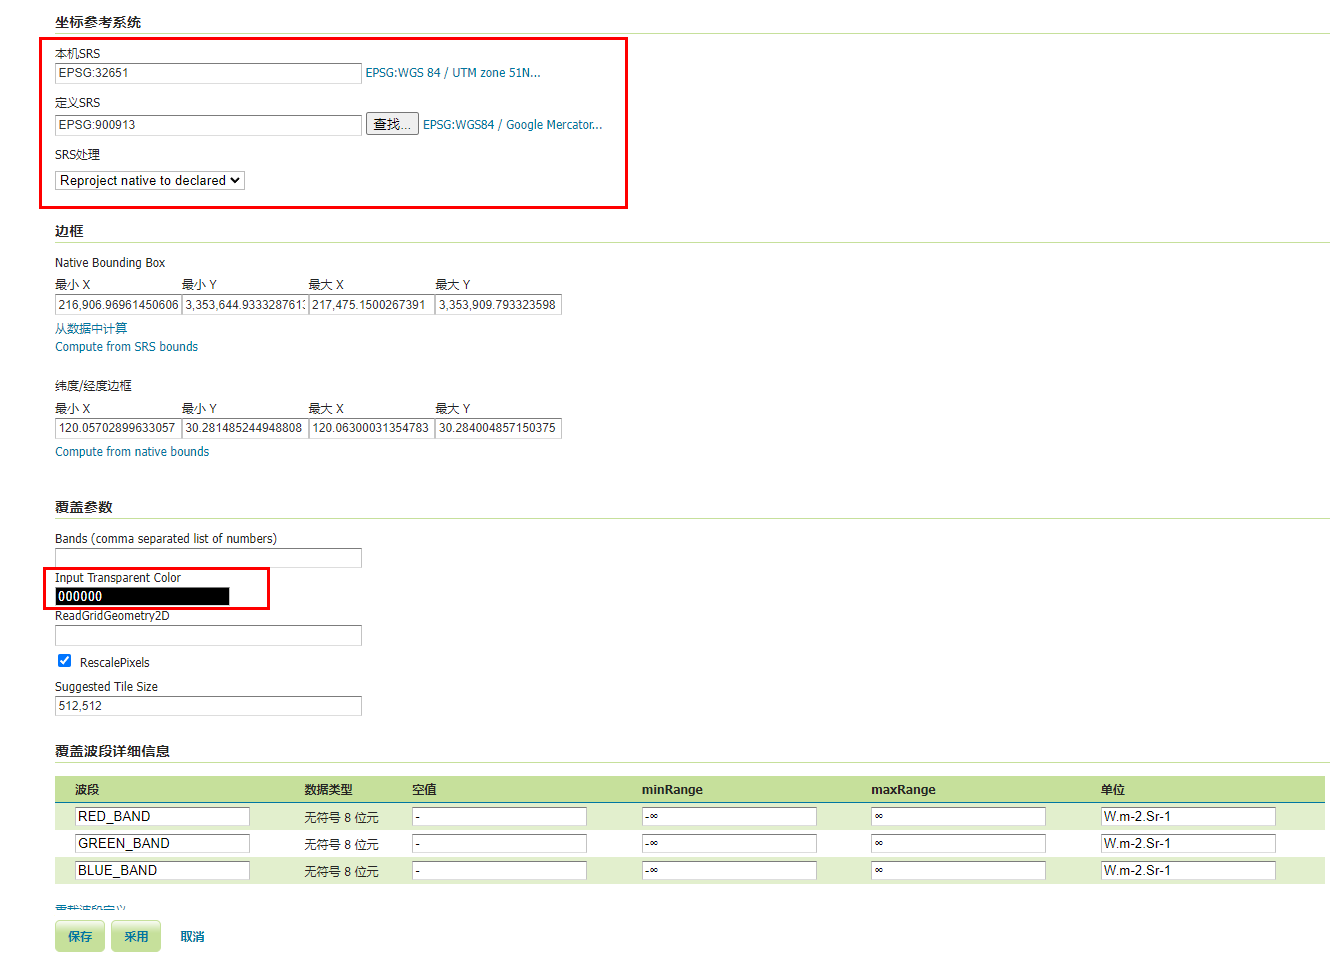 坐标参考系统
本机SRS
EPSG:32651 EPSG:WGS 84 / UTM zone 51N...
定义SRS
EPSG:900913 查找... EPSG:WGS84 / Google Mercator...
SRS处理
Reproject native to declared
边框
Native Bounding Box
最小 X 最小 Y 最大 X 最大 Y
216,906.96961450606 3,353,644.9333287613 217,475.1500267391 3,353,909.793323598
从数据中计算
Compute from SRS bounds
纬度/经度边框
最小 X 最小 Y 最大 X 最大 Y
120.05702899633057 30.281485244948808 120.06300031354783 30.284004857150375
Compute from native bounds
覆盖参数
Bands (comma separated list of numbers)
Input Transparent Color
000000
ReadGridGeometry2D
RescalePixels
Suggested Tile Size
512,512
覆盖波段详细信息
波段 数据类型 空值 minRange maxRange 单位
RED_BAND 无符号 8 位元 - -∞ ∞ W.m-2.Sr-1
GREEN_BAND 无符号 8 位元 - -∞ ∞ W.m-2.Sr-1
BLUE_BAND 无符号 8 位元 - -∞ ∞ W.m-2.Sr-1
重载波段定义
保存 采用 取消